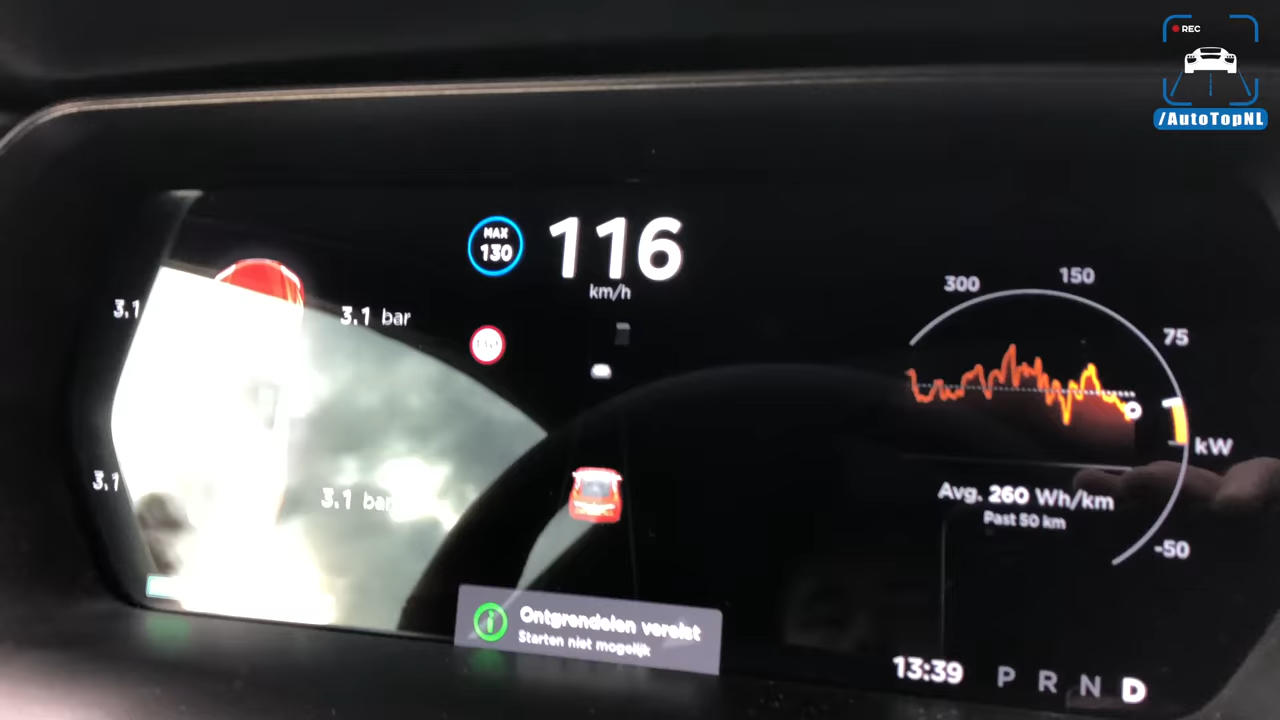 REC
/AutoTopNL
MAX
130
116
km/h
3.1
3.1 bar
3.1
3.1 bar
300
150
75
kW
-50
Avg. 260 Wh/km
Past 50 km
Ontgrendelen vereist
Starten niet mogelijk
13:39
P R N D